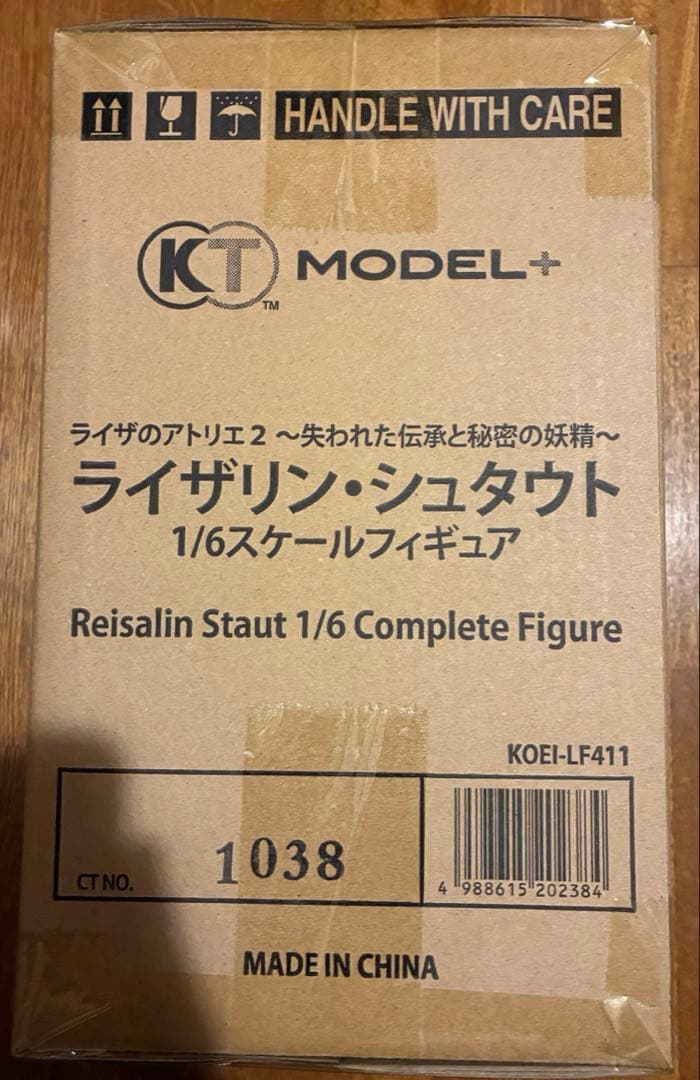 HANDLE WITH CARE
KT MODEL+
TM
ライザのアトリエ2 ~失われた伝承と秘密の妖精~
ライザリン・シュタウト
1/6スケールフィギュア
Reisalin Staut 1/6 Complete Figure
KOEI-LF411
CT NO. 1038
4 988615 202384
MADE IN CHINA